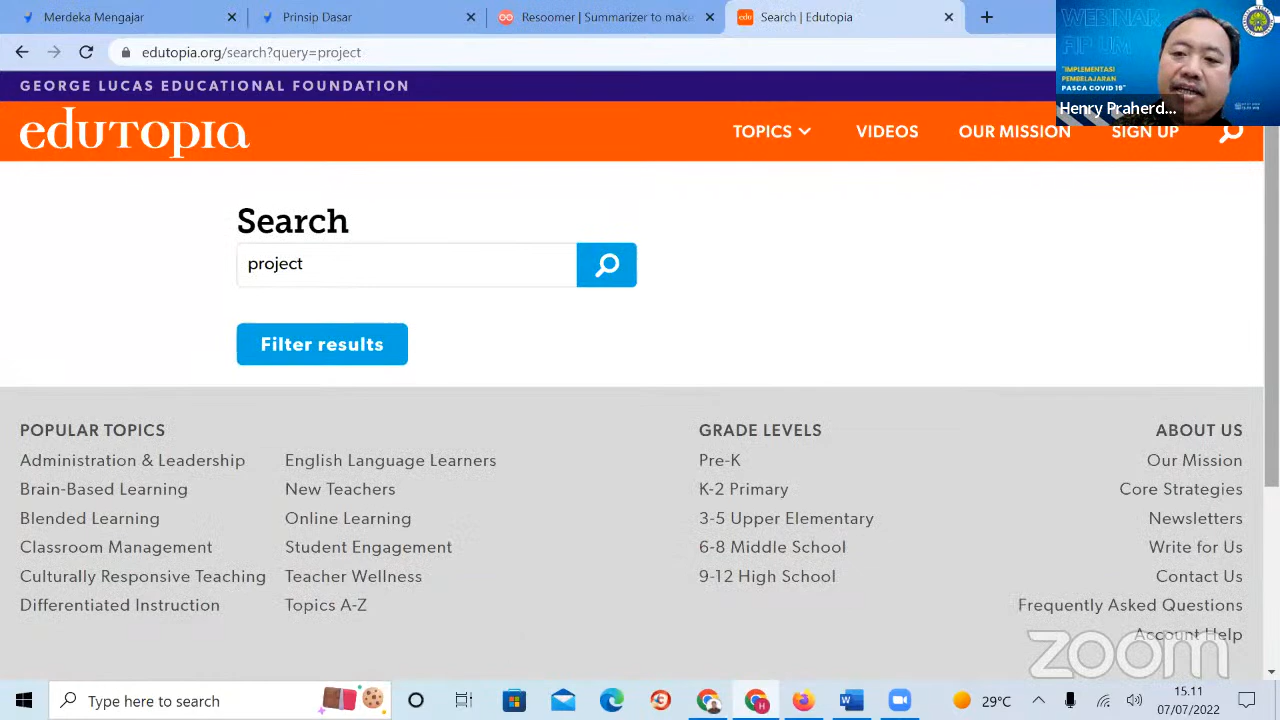 Merdeka Mengajar
Prinsip Dasar
Resoomer | Summarizer to make
Search | Edutopia
edutopia.org/search?query=project
GEORGE LUCAS EDUCATIONAL FOUNDATION
WEBINAR
FIP UM
"IMPLEMENTASI
PEMBELAJARAN
PASCA COVID 19"
Henry Praherd...
edutopia
TOPICS
VIDEOS
OUR MISSION
SIGN UP
Search
project
Filter results
POPULAR TOPICS
Administration & Leadership
Brain-Based Learning
Blended Learning
Classroom Management
Culturally Responsive Teaching
Differentiated Instruction
English Language Learners
New Teachers
Online Learning
Student Engagement
Teacher Wellness
Topics A-Z
GRADE LEVELS
Pre-K
K-2 Primary
3-5 Upper Elementary
6-8 Middle School
9-12 High School
ABOUT US
Our Mission
Core Strategies
Newsletters
Write for Us
Contact Us
Frequently Asked Questions
Account Help
zoom
Type here to search
29°C
15.11
07/07/2022